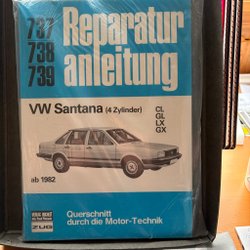 737
738
739
Reparatur
anleitung
VW Santana (4 Zylinder)
CL
GL
LX
GX
ab 1982
ZUG
Querschnitt
durch die Motor-Technik